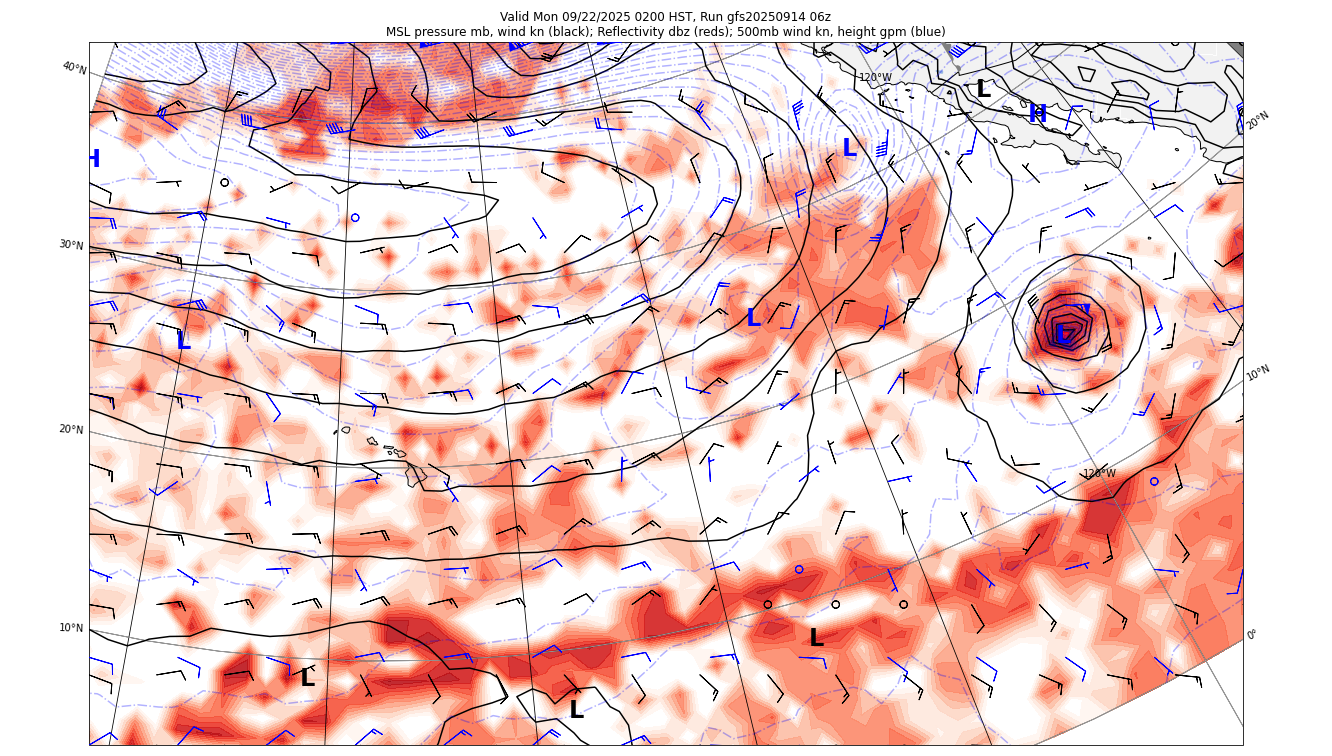 Valid Mon 09/22/2025 0200 HST, Run gfs20250914 06z
MSL pressure mb, wind kn (black); Reflectivity dbz (reds); 500mb wind kn, height gpm (blue)
40°N
120°W
L
H
20°N
L
H
30°N
L
L
L
10°N
20°N
120°W
10°N
L
0°
L
L